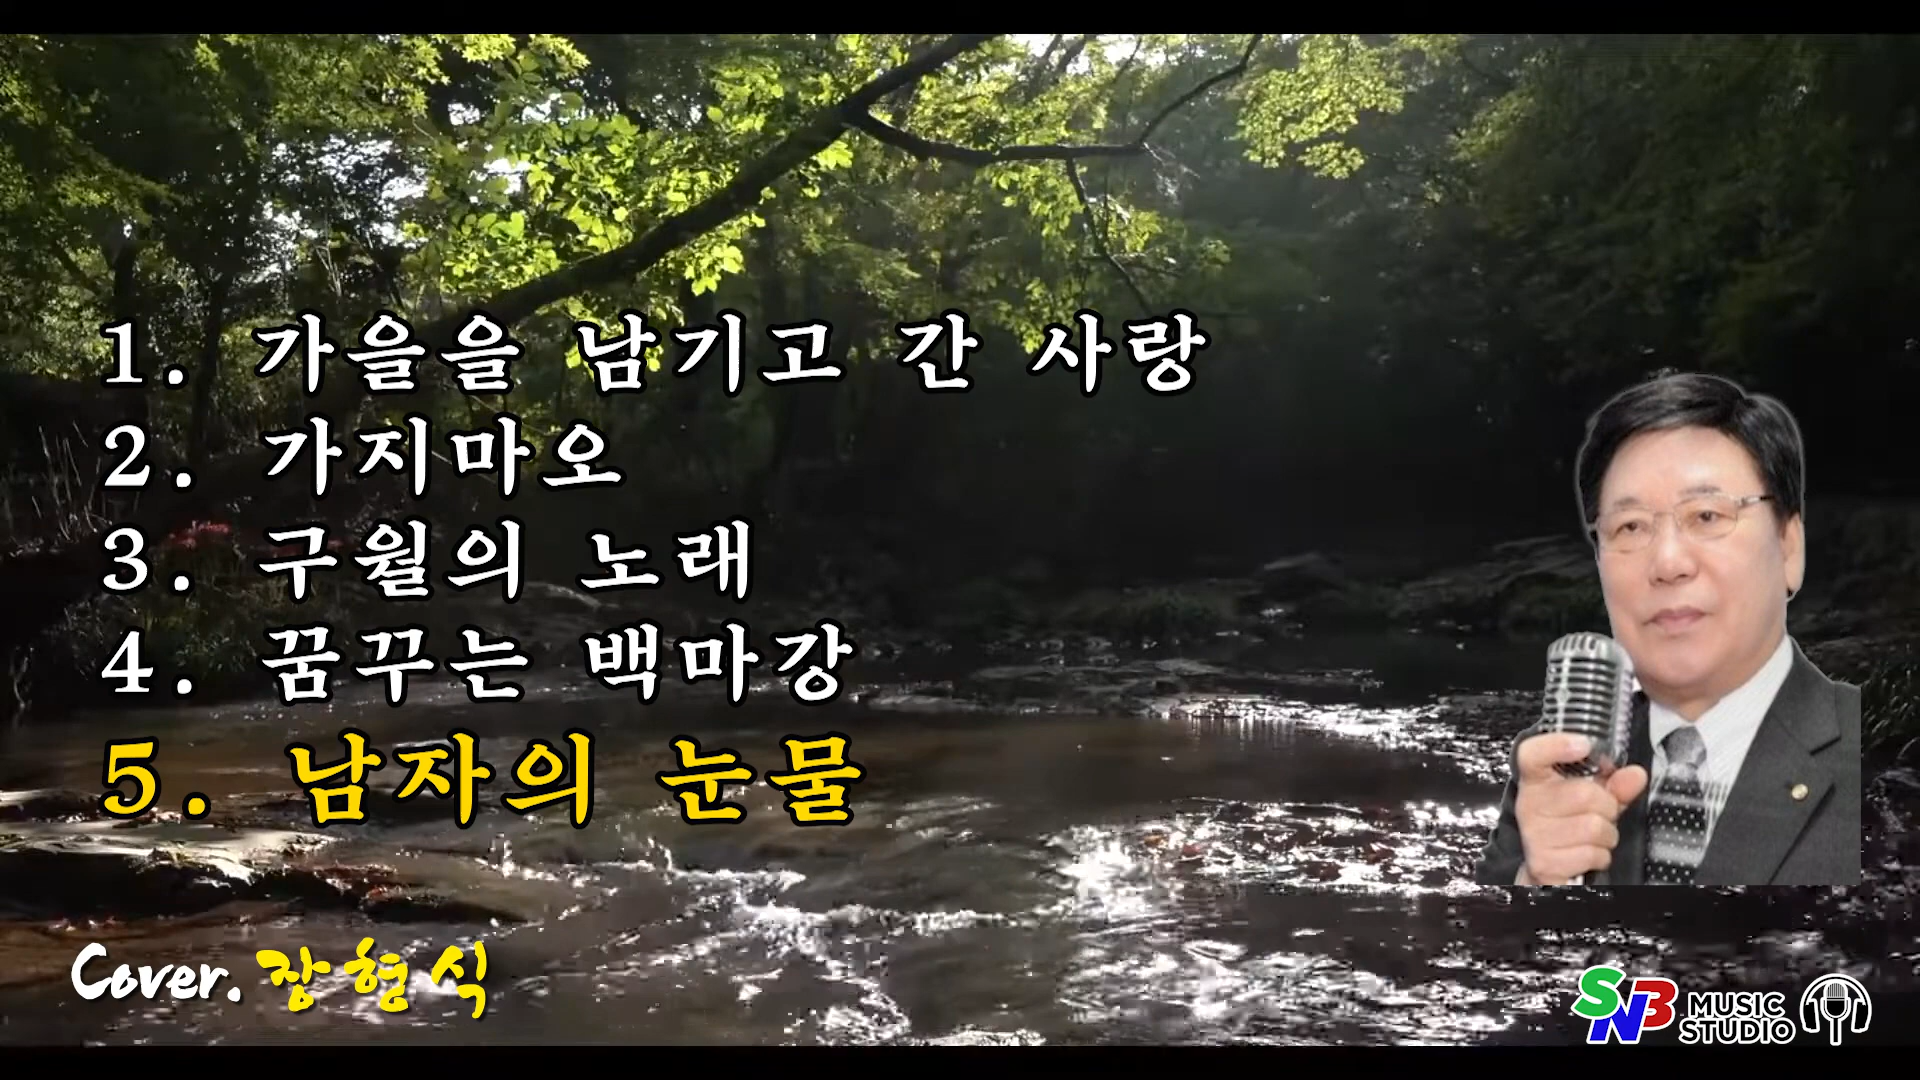 1. 가을을 남기고 간 사랑
2. 가지마오
3. 구월의 노래
4. 꿈꾸는 백마강
5. 남자의 눈물
Cover. 장현식
SNB MUSIC STUDIO